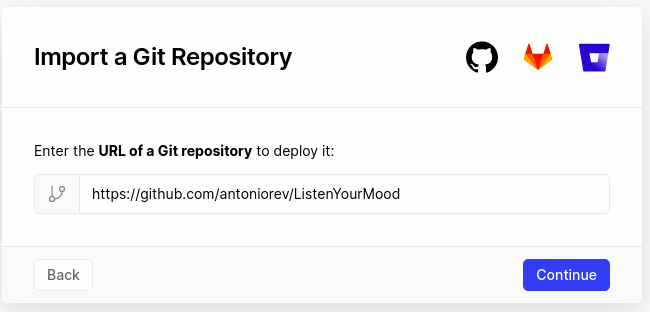 Import a Git Repository
Enter the URL of a Git repository to deploy it:
https://github.com/antoniorev/ListenYourMood
Back
Continue